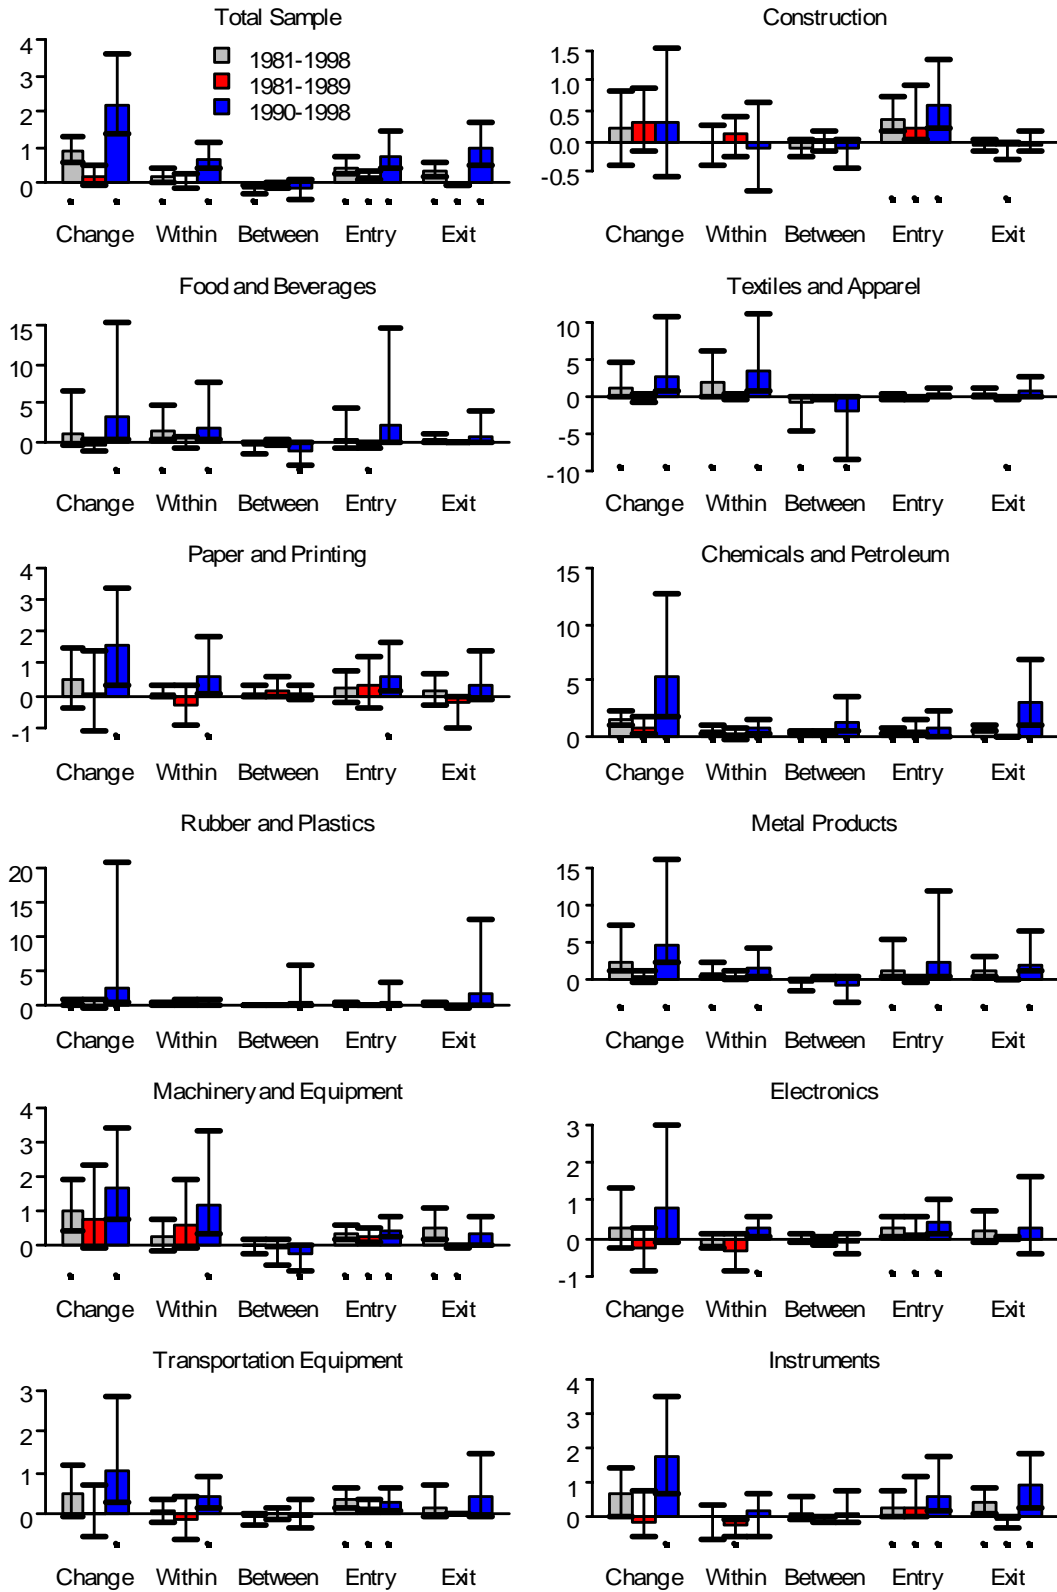 Total Sample
4
3
2
1
0
1981-1998
1981-1989
1990-1998
Change Within Between Entry Exit
Construction
1.5
1.0
0.5
0.0
-0.5
Change Within Between Entry Exit
Food and Beverages
15
10
5
0
Change Within Between Entry Exit
Textiles and Apparel
10
5
0
-5
-10
Change Within Between Entry Exit
Paper and Printing
4
3
2
1
0
-1
Change Within Between Entry Exit
Chemicals and Petroleum
15
10
5
0
Change Within Between Entry Exit
Rubber and Plastics
20
15
10
5
0
Change Within Between Entry Exit
Metal Products
15
10
5
0
Change Within Between Entry Exit
Machinery and Equipment
4
3
2
1
0
Change Within Between Entry Exit
Electronics
3
2
1
0
-1
Change Within Between Entry Exit
Transportation Equipment
3
2
1
0
Change Within Between Entry Exit
Instruments
4
3
2
1
0
Change Within Between Entry Exit